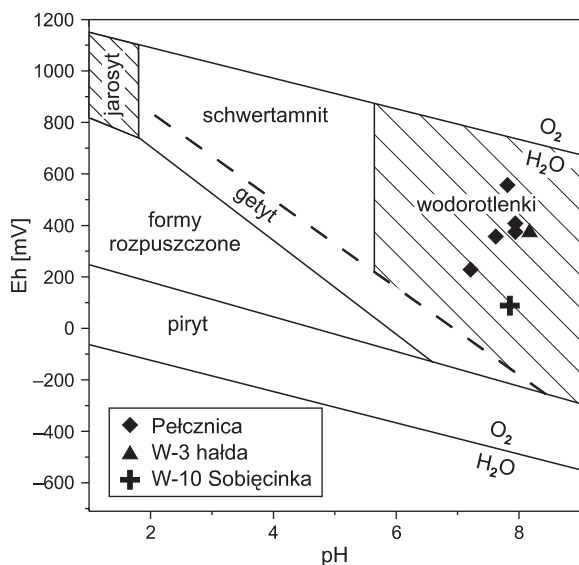 1200
1000
800
600
400
200
0
–200
–400
–600
Eh [mV]
jarosyt
schwertamnit
O₂
H₂O
wodorotlenki
getyt
formy
rozpuszczone
piryt
Pełcznica
W-3 hałda
W-10 Sobięcinka
O₂
H₂O
2
4
6
8
pH